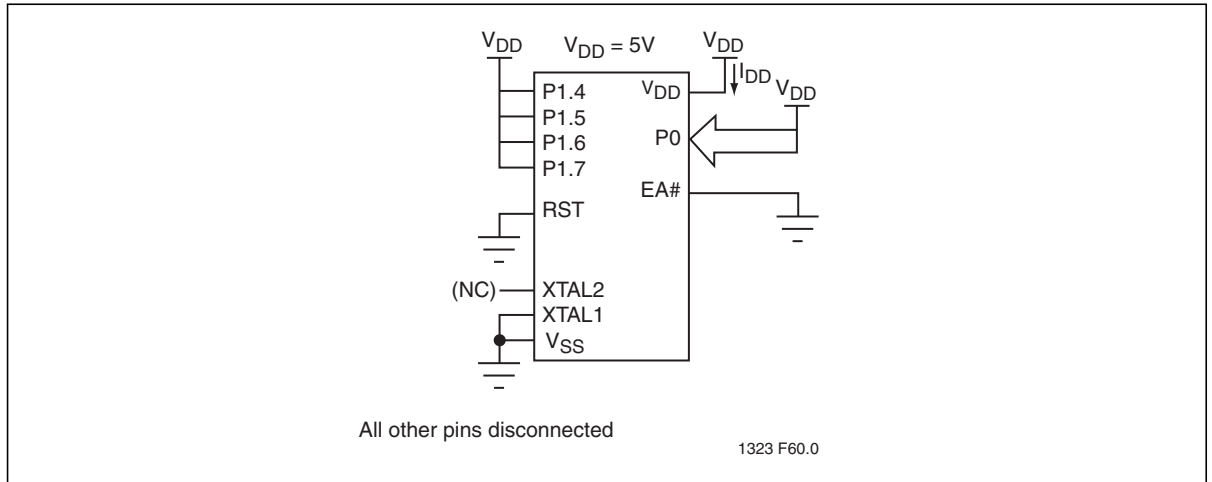 VDD
VDD = 5V
VDD
IDD
VDD
P1.4
P1.5
P1.6
P1.7
RST
XTAL2
XTAL1
VSS
VDD
P0
EA#
(NC)
All other pins disconnected
1323 F60.0